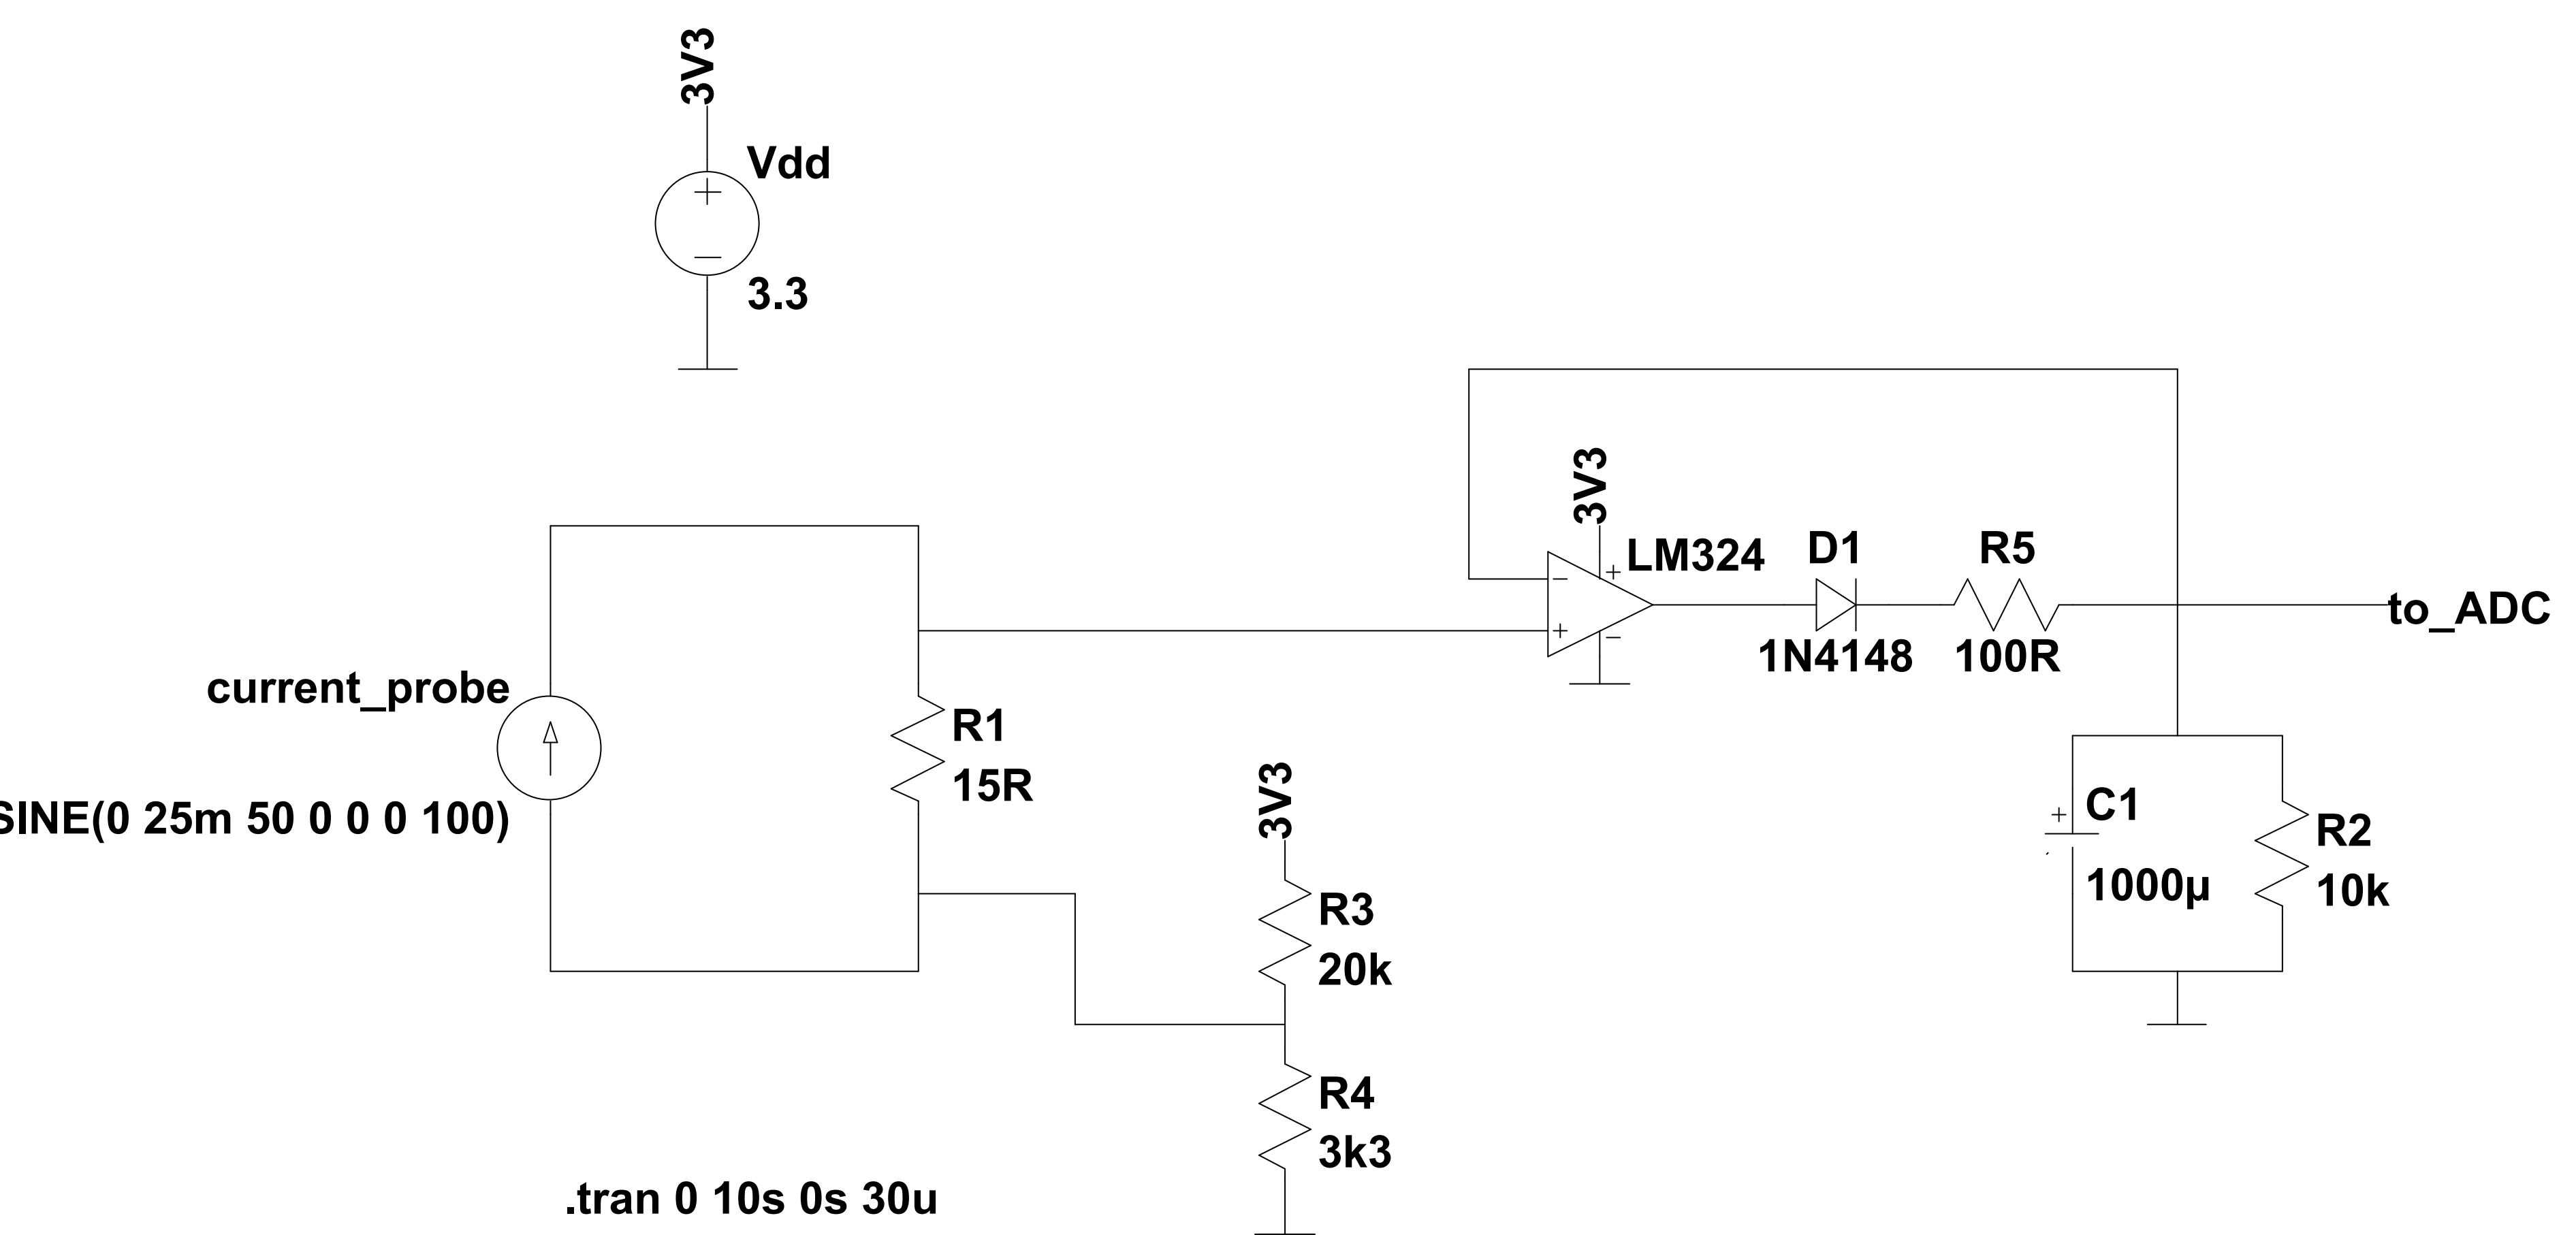 3V3
Vdd
3.3
3V3
LM324
D1
R5
to_ADC
1N4148
100R
current_probe
R1
15R
SINE(0 25m 50 0 0 0 100)
3V3
C1
1000µ
R2
10k
R3
20k
R4
3k3
.tran 0 10s 0s 30u